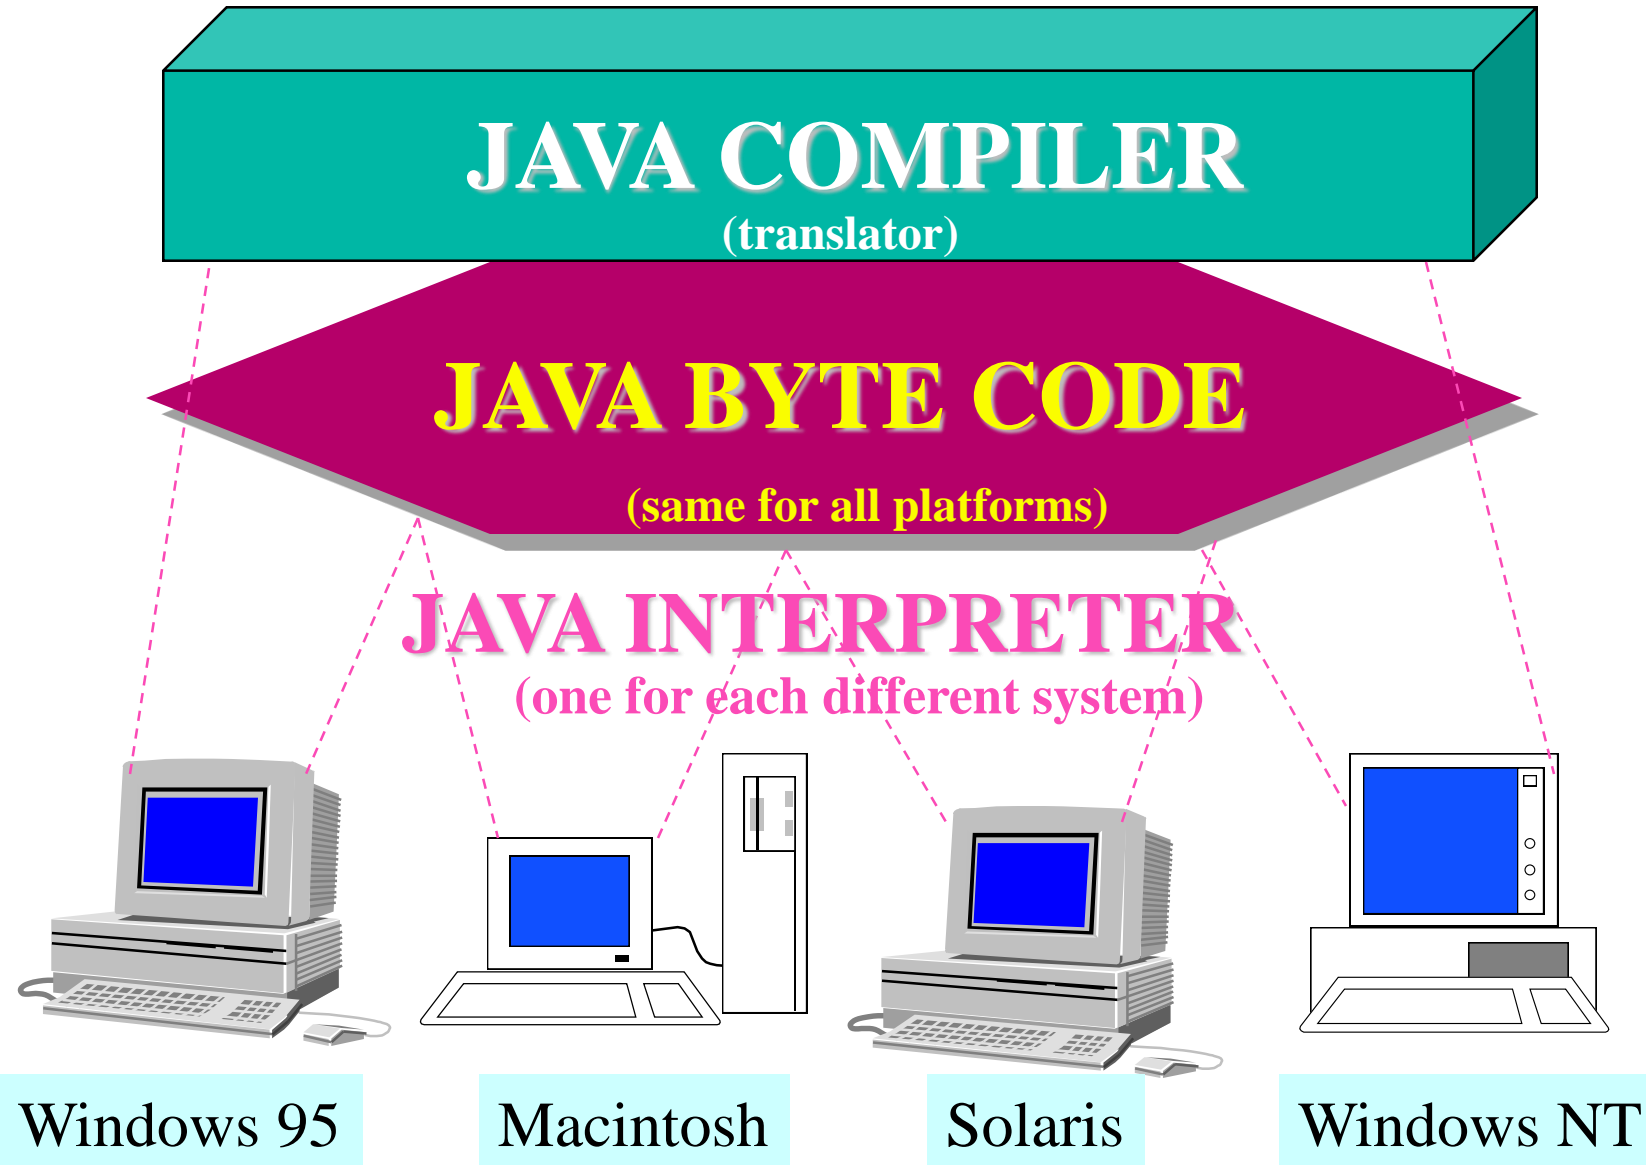 JAVA COMPILER
(translator)
JAVA BYTE CODE
(same for all platforms)
JAVA INTERPRETER
(one for each different system)
Windows 95
Macintosh
Solaris
Windows NT